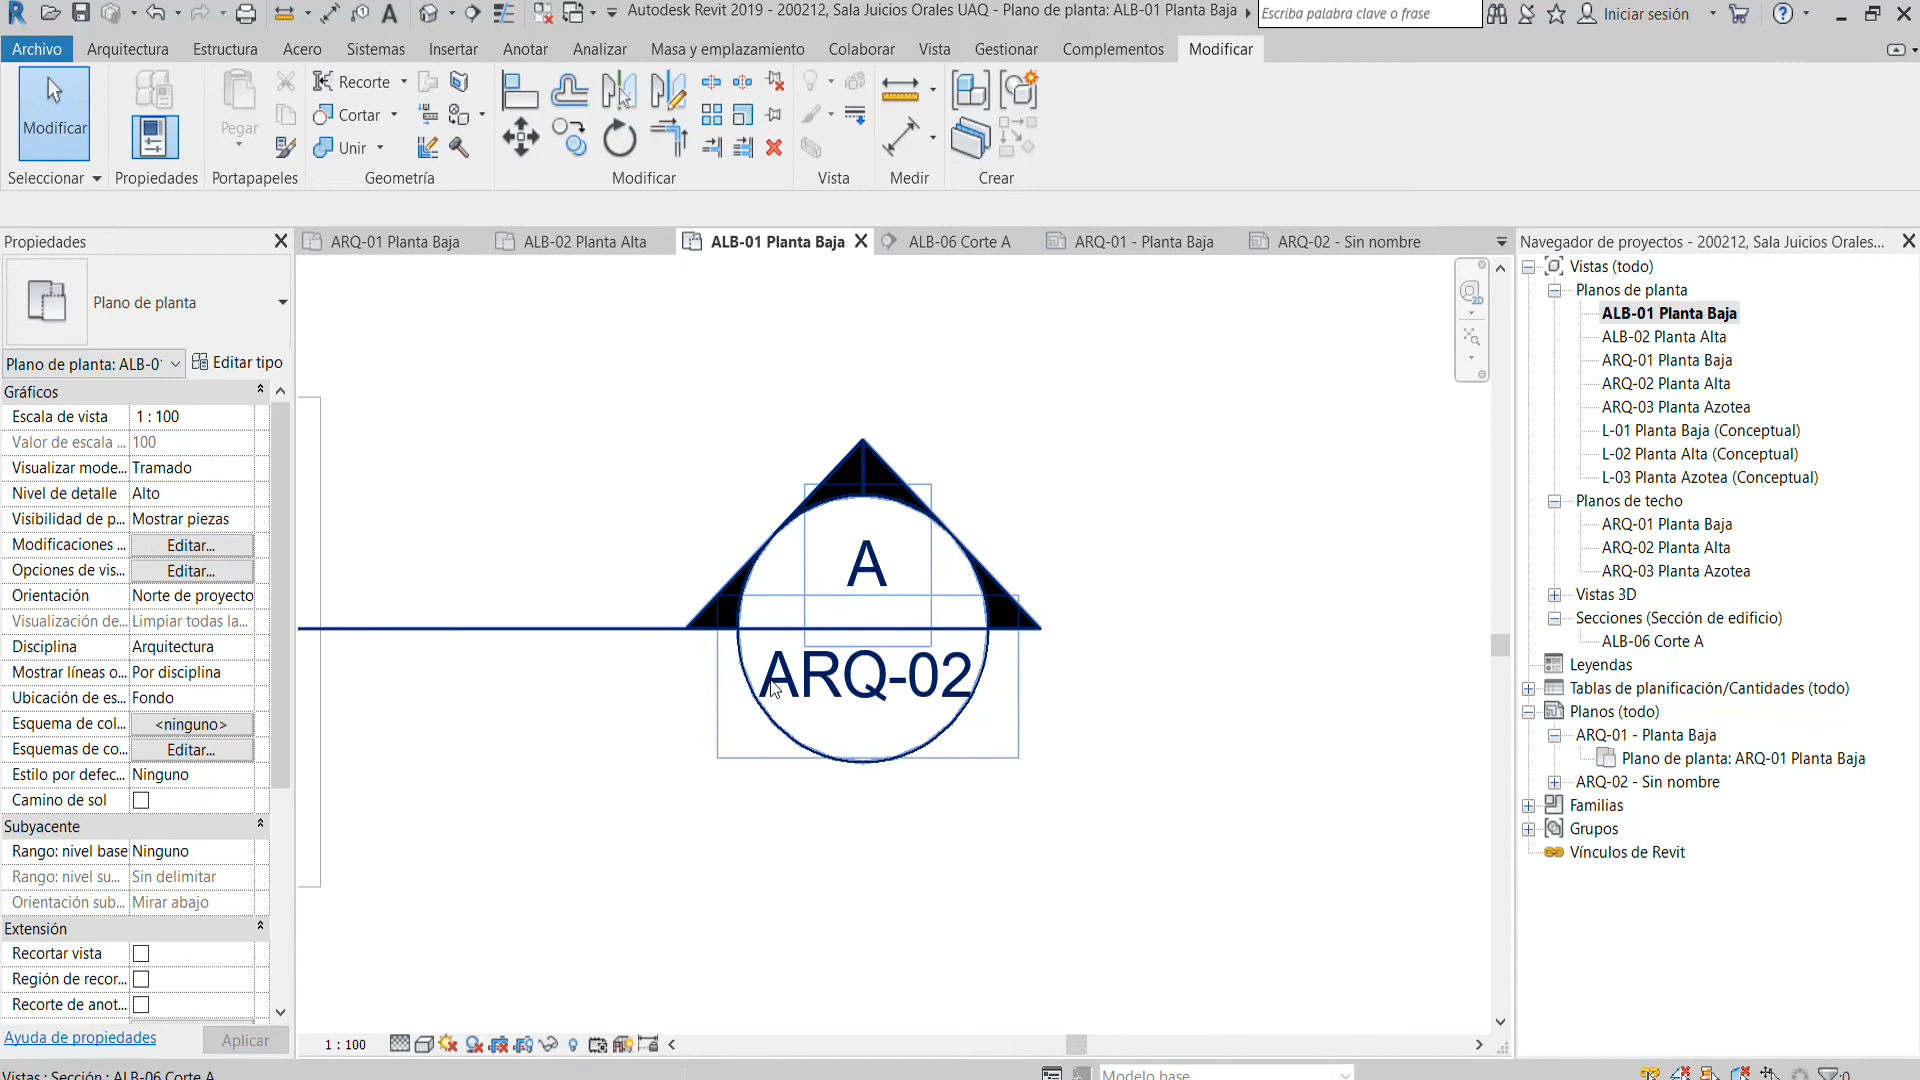 Autodesk Revit 2019 - 200212, Sala Juicios Orales UAQ - Plano de planta: ALB-01 Planta Baja
Escriba palabra clave o frase
Iniciar sesión
Archivo Arquitectura Estructura Acero Sistemas Insertar Anotar Analizar Masa y emplazamiento Colaborar Vista Gestionar Complementos Modificar
Modificar
Pegar
Recorte
Cortar
Unir
Seleccionar Propiedades Portapapeles Geometría Modificar Vista Medir Crear
Propiedades
ARQ-01 Planta Baja
ALB-02 Planta Alta
ALB-01 Planta Baja
ALB-06 Corte A
ARQ-01 - Planta Baja
ARQ-02 - Sin nombre
Navegador de proyectos - 200212, Sala Juicios Orales...
Plano de planta
Plano de planta: ALB-0
Editar tipo
Gráficos
Escala de vista 1 : 100
Valor de escala ... 100
Visualizar mode... Tramado
Nivel de detalle Alto
Visibilidad de p... Mostrar piezas
Modificaciones ... Editar...
Opciones de vis... Editar...
Orientación Norte de proyecto
Visualización de... Limpiar todas la...
Disciplina Arquitectura
Mostrar líneas o... Por disciplina
Ubicación de es... Fondo
Esquema de col... <ninguno>
Esquemas de co... Editar...
Estilo por defec... Ninguno
Camino de sol
Subyacente
Rango: nivel base Ninguno
Rango: nivel su... Sin delimitar
Orientación sub... Mirar abajo
Extensión
Recortar vista
Región de recor...
Recorte de anot...
Ayuda de propiedades
Aplicar
A
ARQ-02
2D
Vistas (todo)
Planos de planta
ALB-01 Planta Baja
ALB-02 Planta Alta
ARQ-01 Planta Baja
ARQ-02 Planta Alta
ARQ-03 Planta Azotea
L-01 Planta Baja (Conceptual)
L-02 Planta Alta (Conceptual)
L-03 Planta Azotea (Conceptual)
Planos de techo
ARQ-01 Planta Baja
ARQ-02 Planta Alta
ARQ-03 Planta Azotea
Vistas 3D
Secciones (Sección de edificio)
ALB-06 Corte A
Leyendas
Tablas de planificación/Cantidades (todo)
Planos (todo)
ARQ-01 - Planta Baja
Plano de planta: ARQ-01 Planta Baja
ARQ-02 - Sin nombre
Familias
Grupos
Vínculos de Revit
1 : 100
Vistas : Sección : ALB-06 Corte A
Modelo base
:0